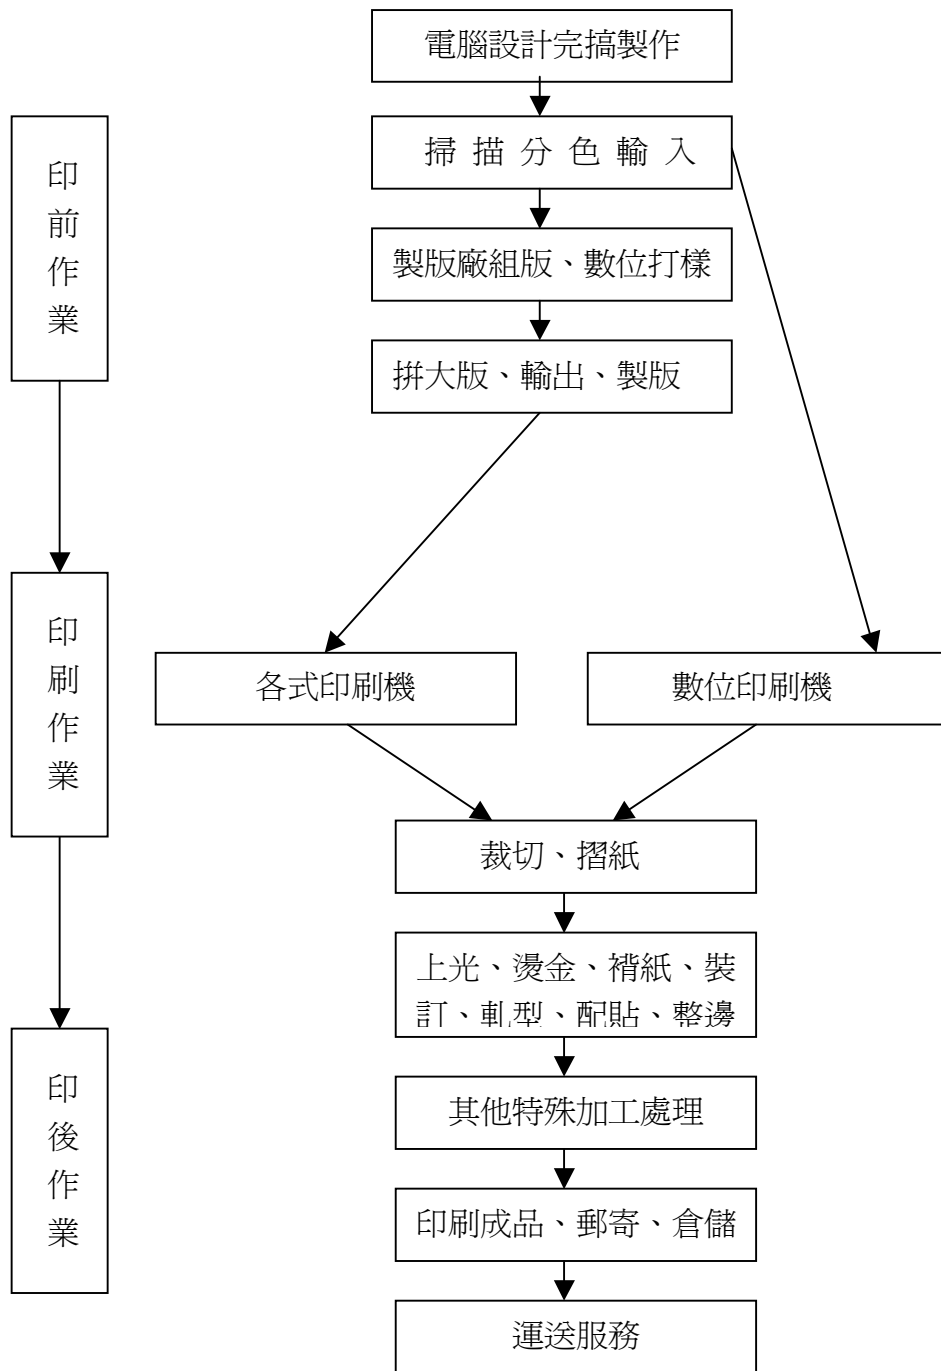 電腦設計完搞製作
掃描分色輸入
製版廠組版、數位打樣
拼大版、輸出、製版
各式印刷機
數位印刷機
裁切、摺紙
上光、燙金、褙紙、裝
訂、軋型、配貼、整邊
其他特殊加工處理
印刷成品、郵寄、倉儲
運送服務
印前作業
印刷作業
印後作業